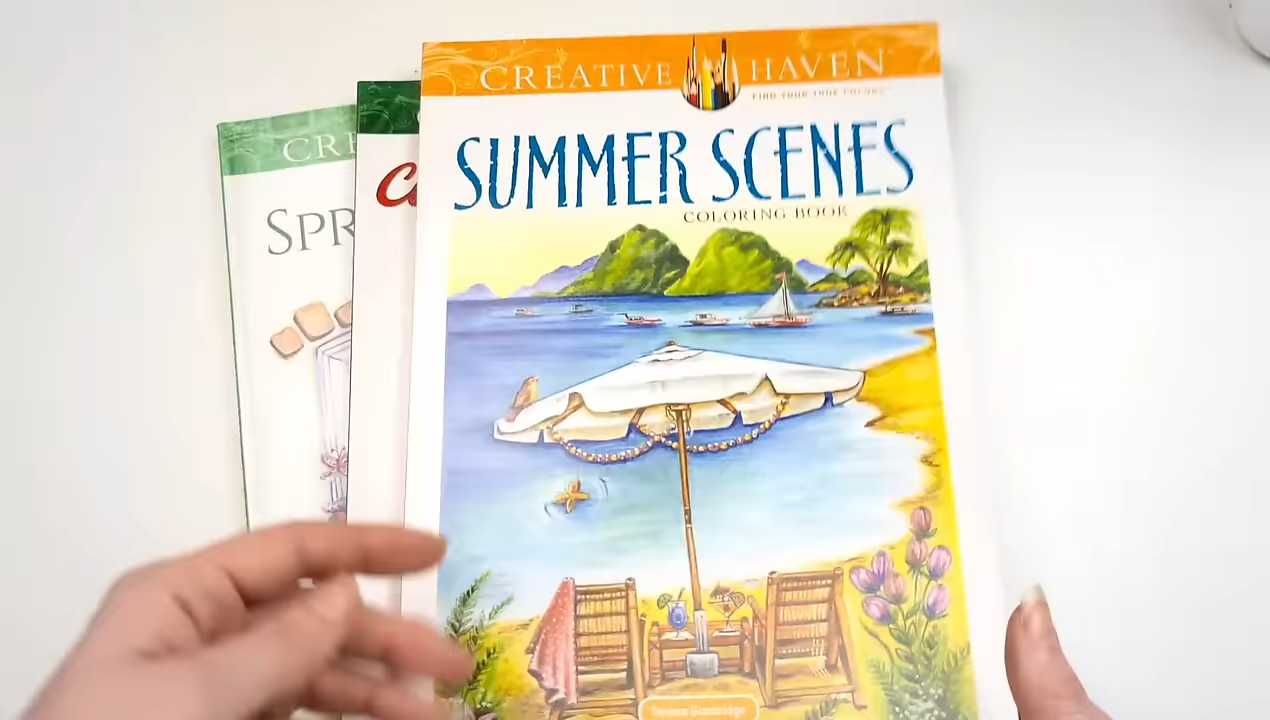 CREATIVE HAVEN
FIND YOUR TRUE COLORS
SUMMER SCENES
COLORING BOOK
CRE
SPR
C